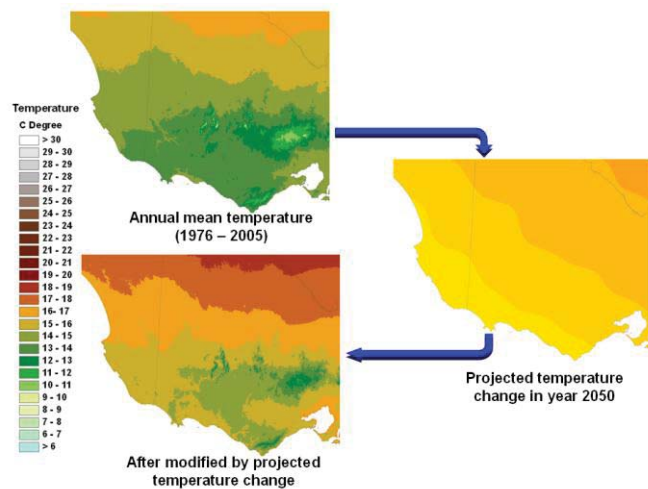 Temperature
C Degree
> 30
29 - 30
28 - 29
27 - 28
26 - 27
25 - 26
24 - 25
23 - 24
22 - 23
21 - 22
20 - 21
19 - 20
18 - 19
17 - 18
16 - 17
15 - 16
14 - 15
13 - 14
12 - 13
11 - 12
10 - 11
9 - 10
8 - 9
7 - 8
6 - 7
> 6
Annual mean temperature
(1976 – 2005)
Projected temperature
change in year 2050
After modified by projected
temperature change